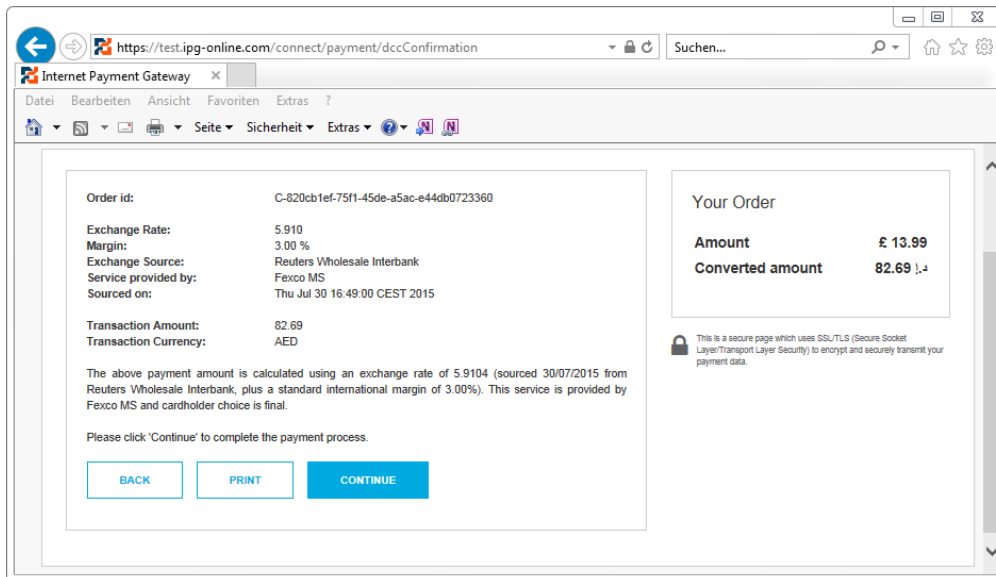 https://test.ipg-online.com/connect/payment/dccConfirmation
Suchen...
Internet Payment Gateway
Datei Bearbeiten Ansicht Favoriten Extras ?
Seite Sicherheit Extras
Order id: C-820cb1ef-75f1-45de-a5ac-e44db0723360
Exchange Rate: 5.910
Margin: 3.00 %
Exchange Source: Reuters Wholesale Interbank
Service provided by: Fexco MS
Sourced on: Thu Jul 30 16:49:00 CEST 2015
Transaction Amount: 82.69
Transaction Currency: AED
The above payment amount is calculated using an exchange rate of 5.9104 (sourced 30/07/2015 from
Reuters Wholesale Interbank, plus a standard international margin of 3.00%). This service is provided by
Fexco MS and cardholder choice is final.
Please click 'Continue' to complete the payment process.
BACK PRINT CONTINUE
Your Order
Amount £ 13.99
Converted amount 82.69 د.إ
This is a secure page which uses SSL/TLS (Secure Socket
Layer/Transport Layer Security) to encrypt and securely transmit your
payment data.